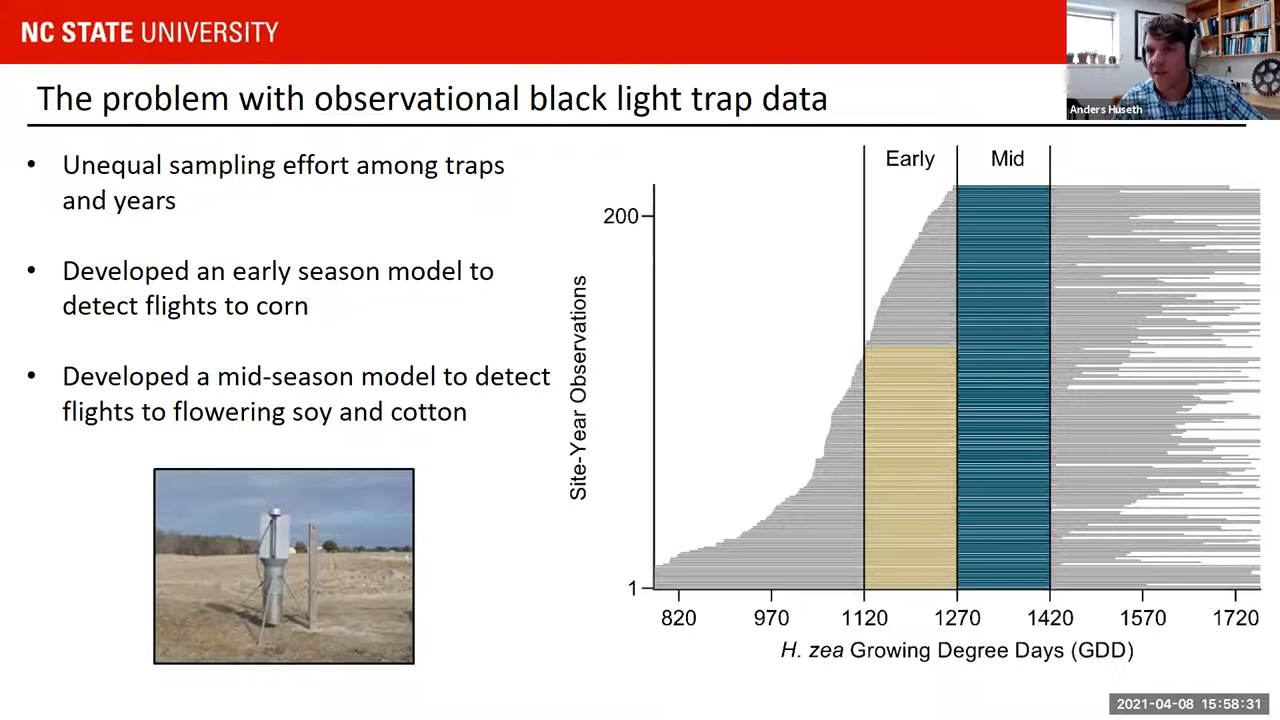 NC STATE UNIVERSITY
Anders Huseth
The problem with observational black light trap data
• Unequal sampling effort among traps
and years
• Developed an early season model to
detect flights to corn
• Developed a mid-season model to detect
flights to flowering soy and cotton
Early Mid
200
Site-Year Observations
1
820 970 1120 1270 1420 1570 1720
H. zea Growing Degree Days (GDD)
2021-04-08 15:58:31